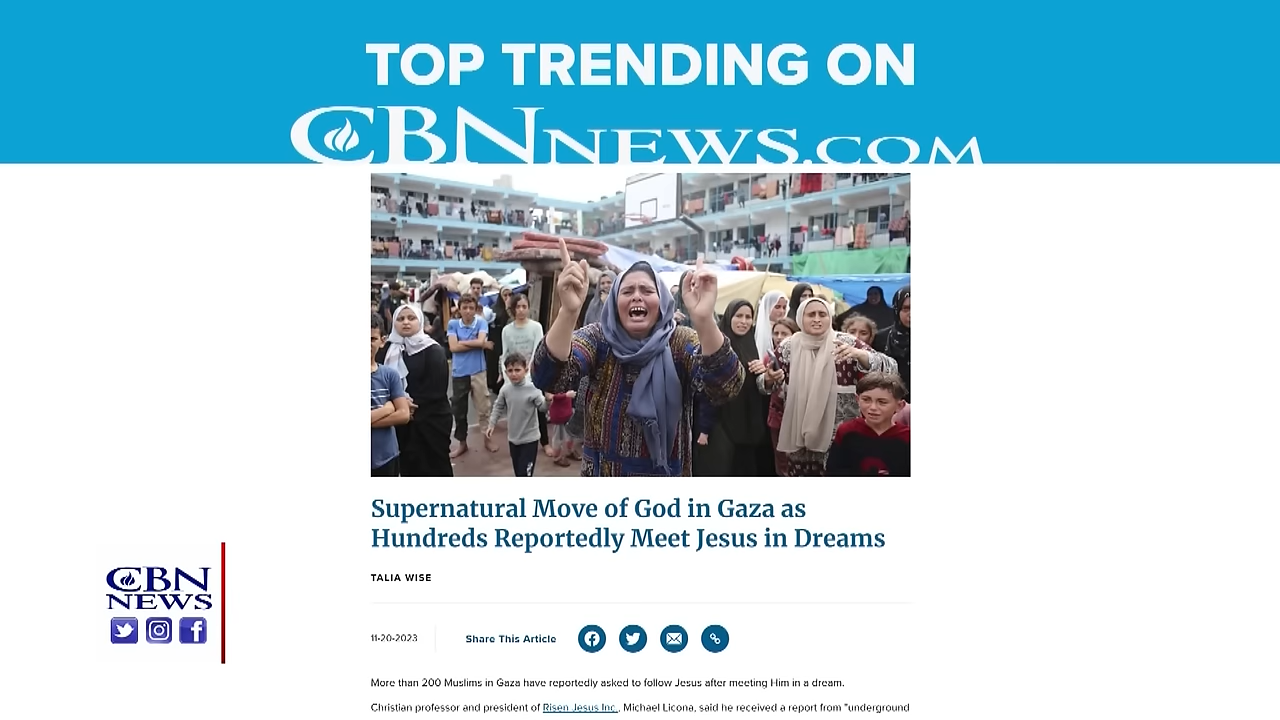 TOP TRENDING ON
CBNNEWS.COM
Supernatural Move of God in Gaza as
Hundreds Reportedly Meet Jesus in Dreams
TALIA WISE
11-20-2023
Share This Article
CBN
NEWS
More than 200 Muslims in Gaza have reportedly asked to follow Jesus after meeting Him in a dream.
Christian professor and president of Risen Jesus Inc., Michael Licona, said he received a report from "underground